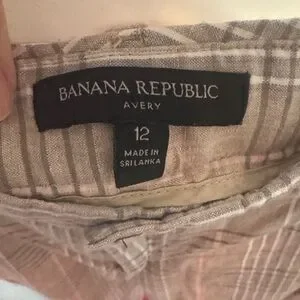 BANANA REPUBLIC
AVERY
12
MADE IN
SRI LANKA